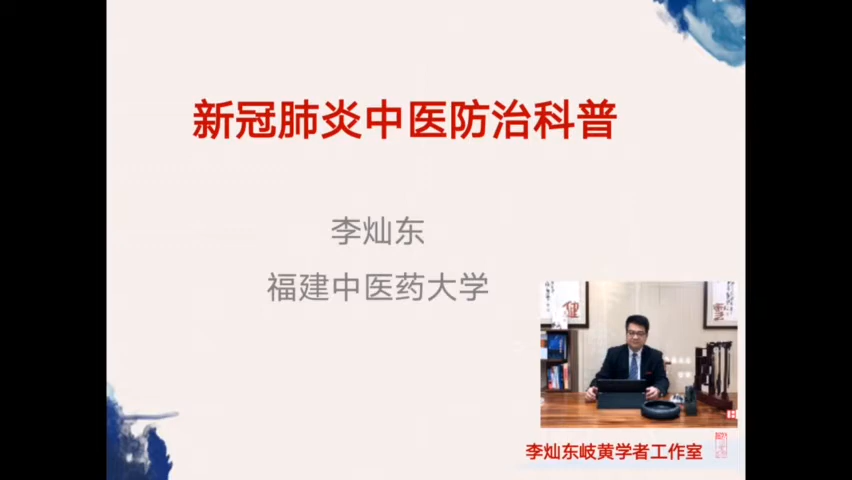 新冠肺炎中医防治科普
李灿东
福建中医药大学
李灿东岐黄学者工作室